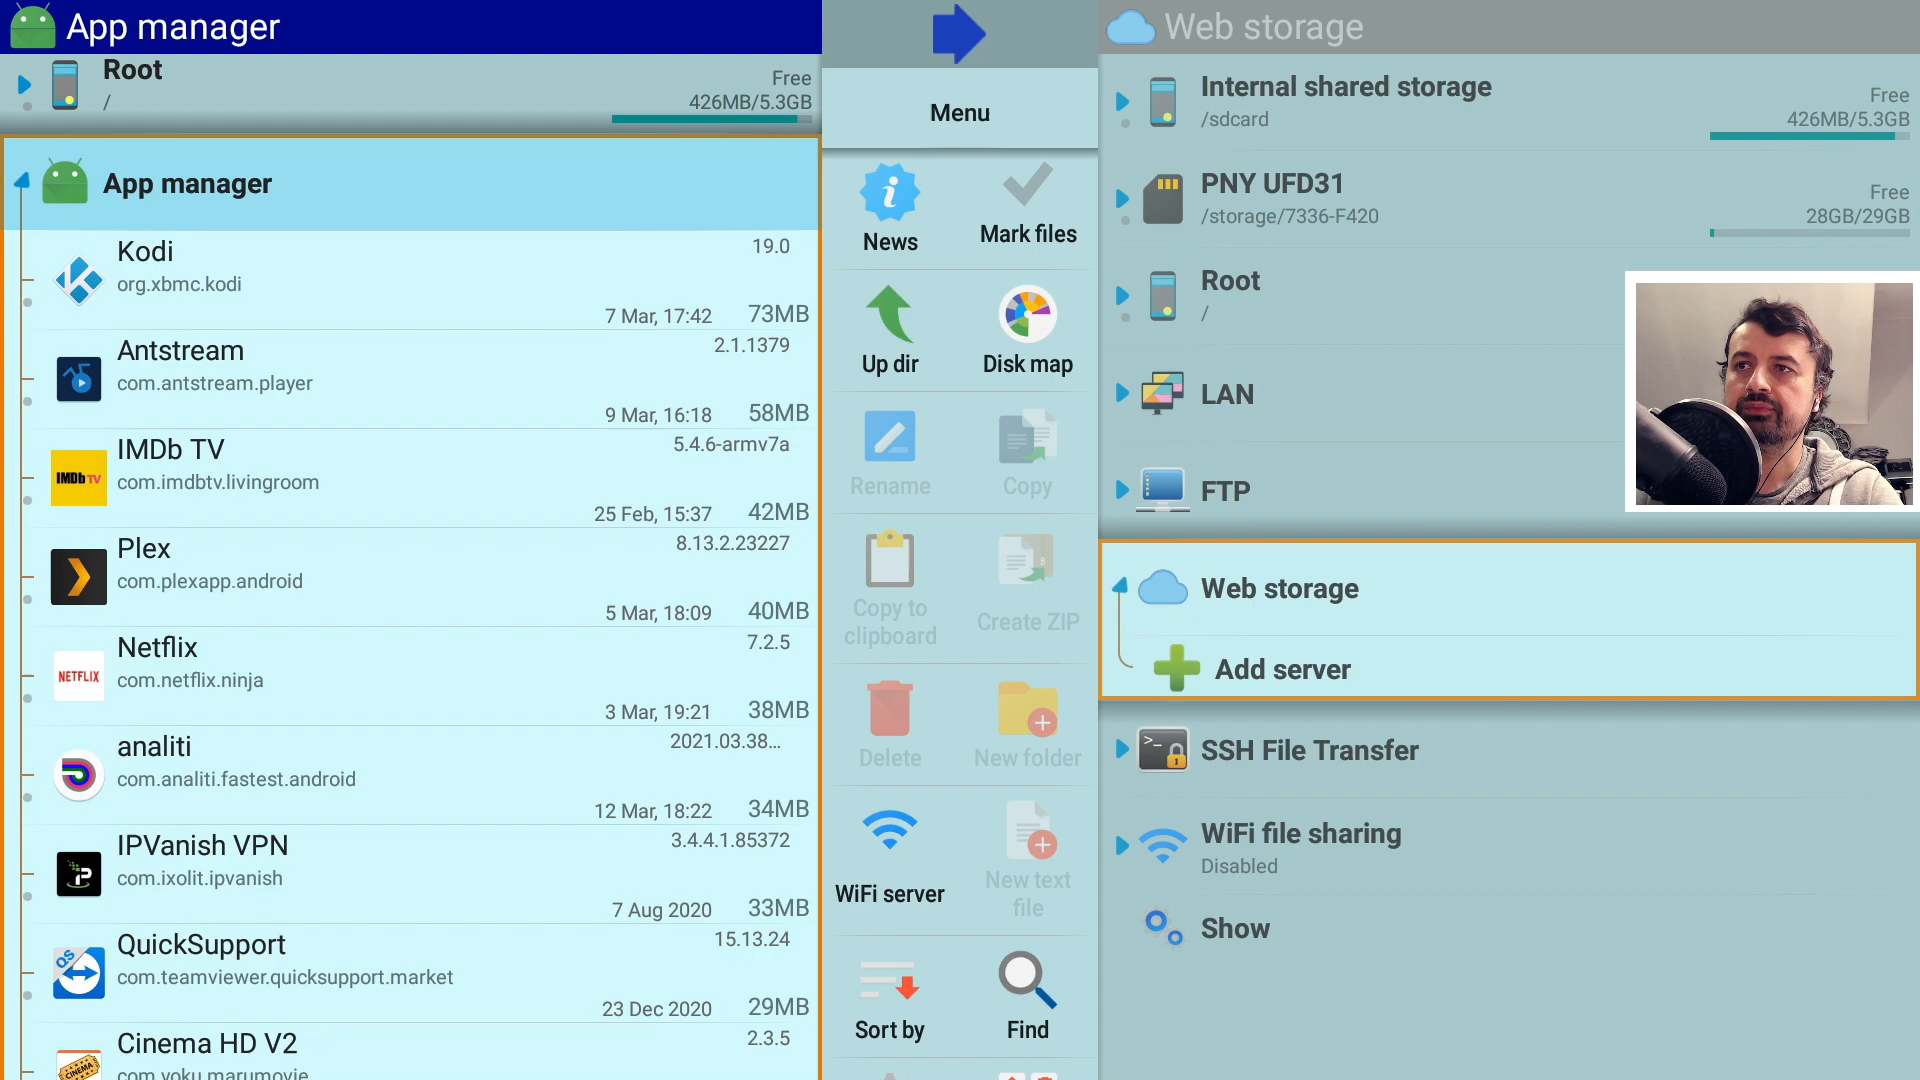 App manager
Root
/
Free
426MB/5.3GB
App manager
Kodi
19.0
org.xbmc.kodi
7 Mar, 17:42
73MB
Antstream
2.1.1379
com.antstream.player
9 Mar, 16:18
58MB
IMDb TV
IMDb TV
5.4.6-armv7a
com.imdbtv.livingroom
25 Feb, 15:37
42MB
Plex
8.13.2.23227
com.plexapp.android
5 Mar, 18:09
40MB
Netflix
7.2.5
NETFLIX
com.netflix.ninja
3 Mar, 19:21
38MB
analiti
2021.03.38...
com.analiti.fastest.android
12 Mar, 18:22
34MB
IPVanish VPN
3.4.4.1.85372
com.ixolit.ipvanish
7 Aug 2020
33MB
QuickSupport
15.13.24
QS
com.teamviewer.quicksupport.market
23 Dec 2020
29MB
Cinema HD V2
2.3.5
CINEMA
com.yoku.marumovie
Menu
News
Mark files
Up dir
Disk map
Rename
Copy
Copy to
clipboard
Create ZIP
Delete
New folder
WiFi server
New text
file
Sort by
Find
Web storage
Internal shared storage
/sdcard
Free
426MB/5.3GB
PNY UFD31
/storage/7336-F420
Free
28GB/29GB
Root
/
LAN
FTP
Web storage
Add server
SSH File Transfer
WiFi file sharing
Disabled
Show